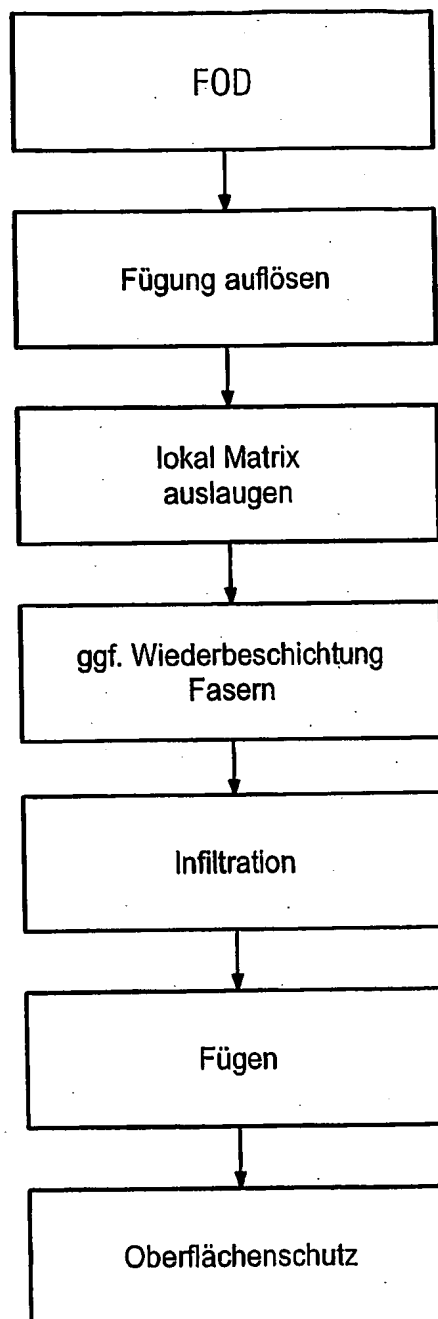 FOD
Fügung auflösen
lokal Matrix
auslaugen
ggf. Wiederbeschichtung
Fasern
Infiltration
Fügen
Oberflächenschutz